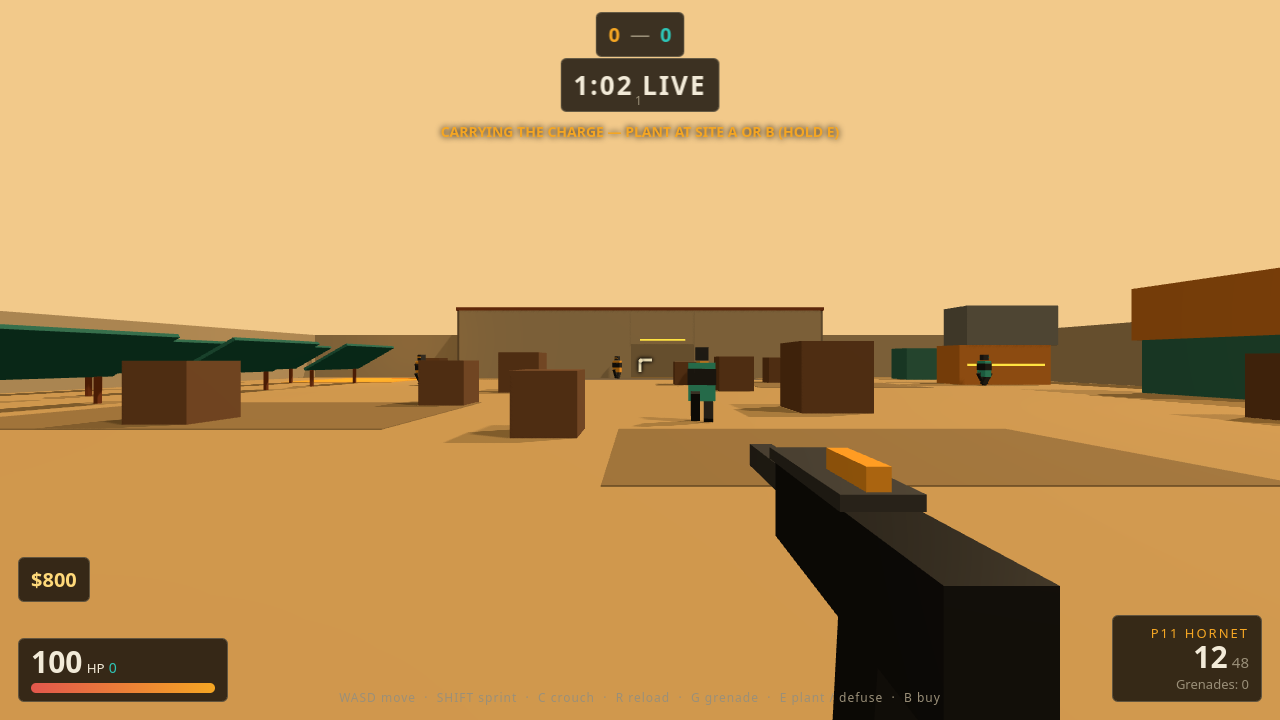 0 — 0
1:02 LIVE
1
CARRYING THE CHARGE — PLANT AT SITE A OR B (HOLD E)
$800
100 HP 0
P11 HORNET
12 48
Grenades: 0
WASD move · SHIFT sprint · C crouch · R reload · G grenade · E plant / defuse · B buy